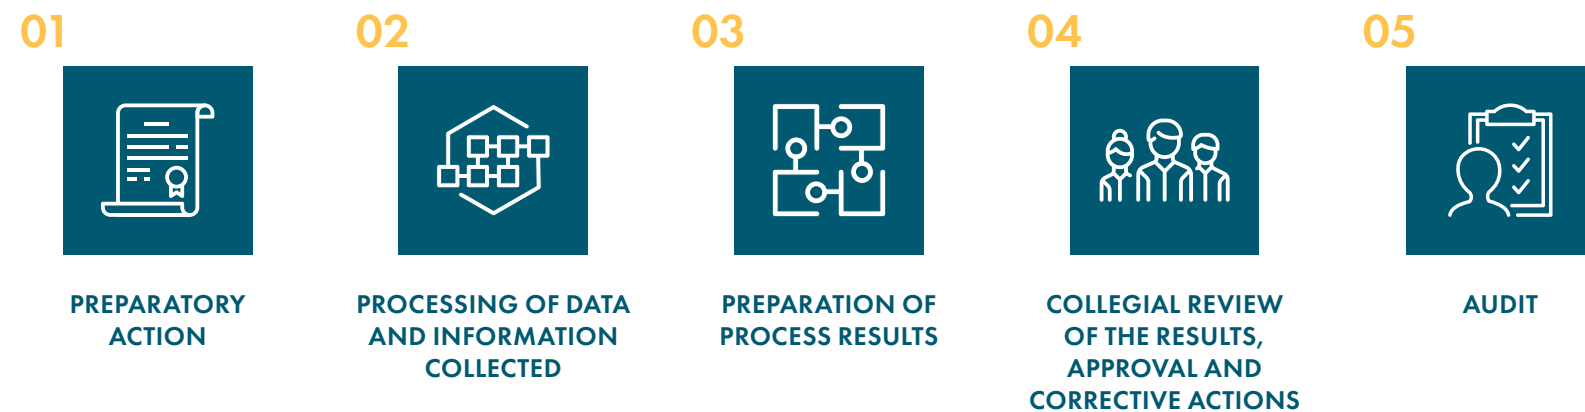 01
PREPARATORY
ACTION
02
PROCESSING OF DATA
AND INFORMATION
COLLECTED
03
PREPARATION OF
PROCESS RESULTS
04
COLLEGIAL REVIEW
OF THE RESULTS,
APPROVAL AND
CORRECTIVE ACTIONS
05
AUDIT